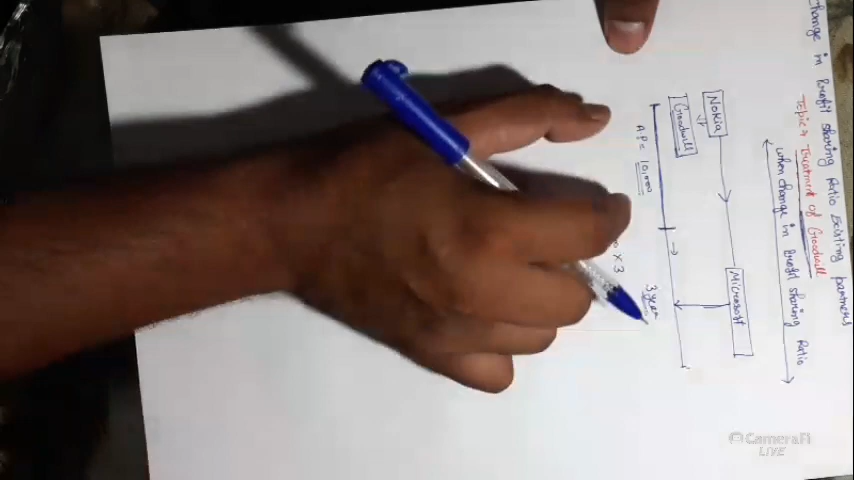 Change in Profit sharing Ratio Existing partners
Topic > Treatment of Goodwill
When change in Profit sharing Ratio
Nokia
Microsoft
Goodwill
3 year
A.P = 10,000
× 3
CameraFi
LIVE